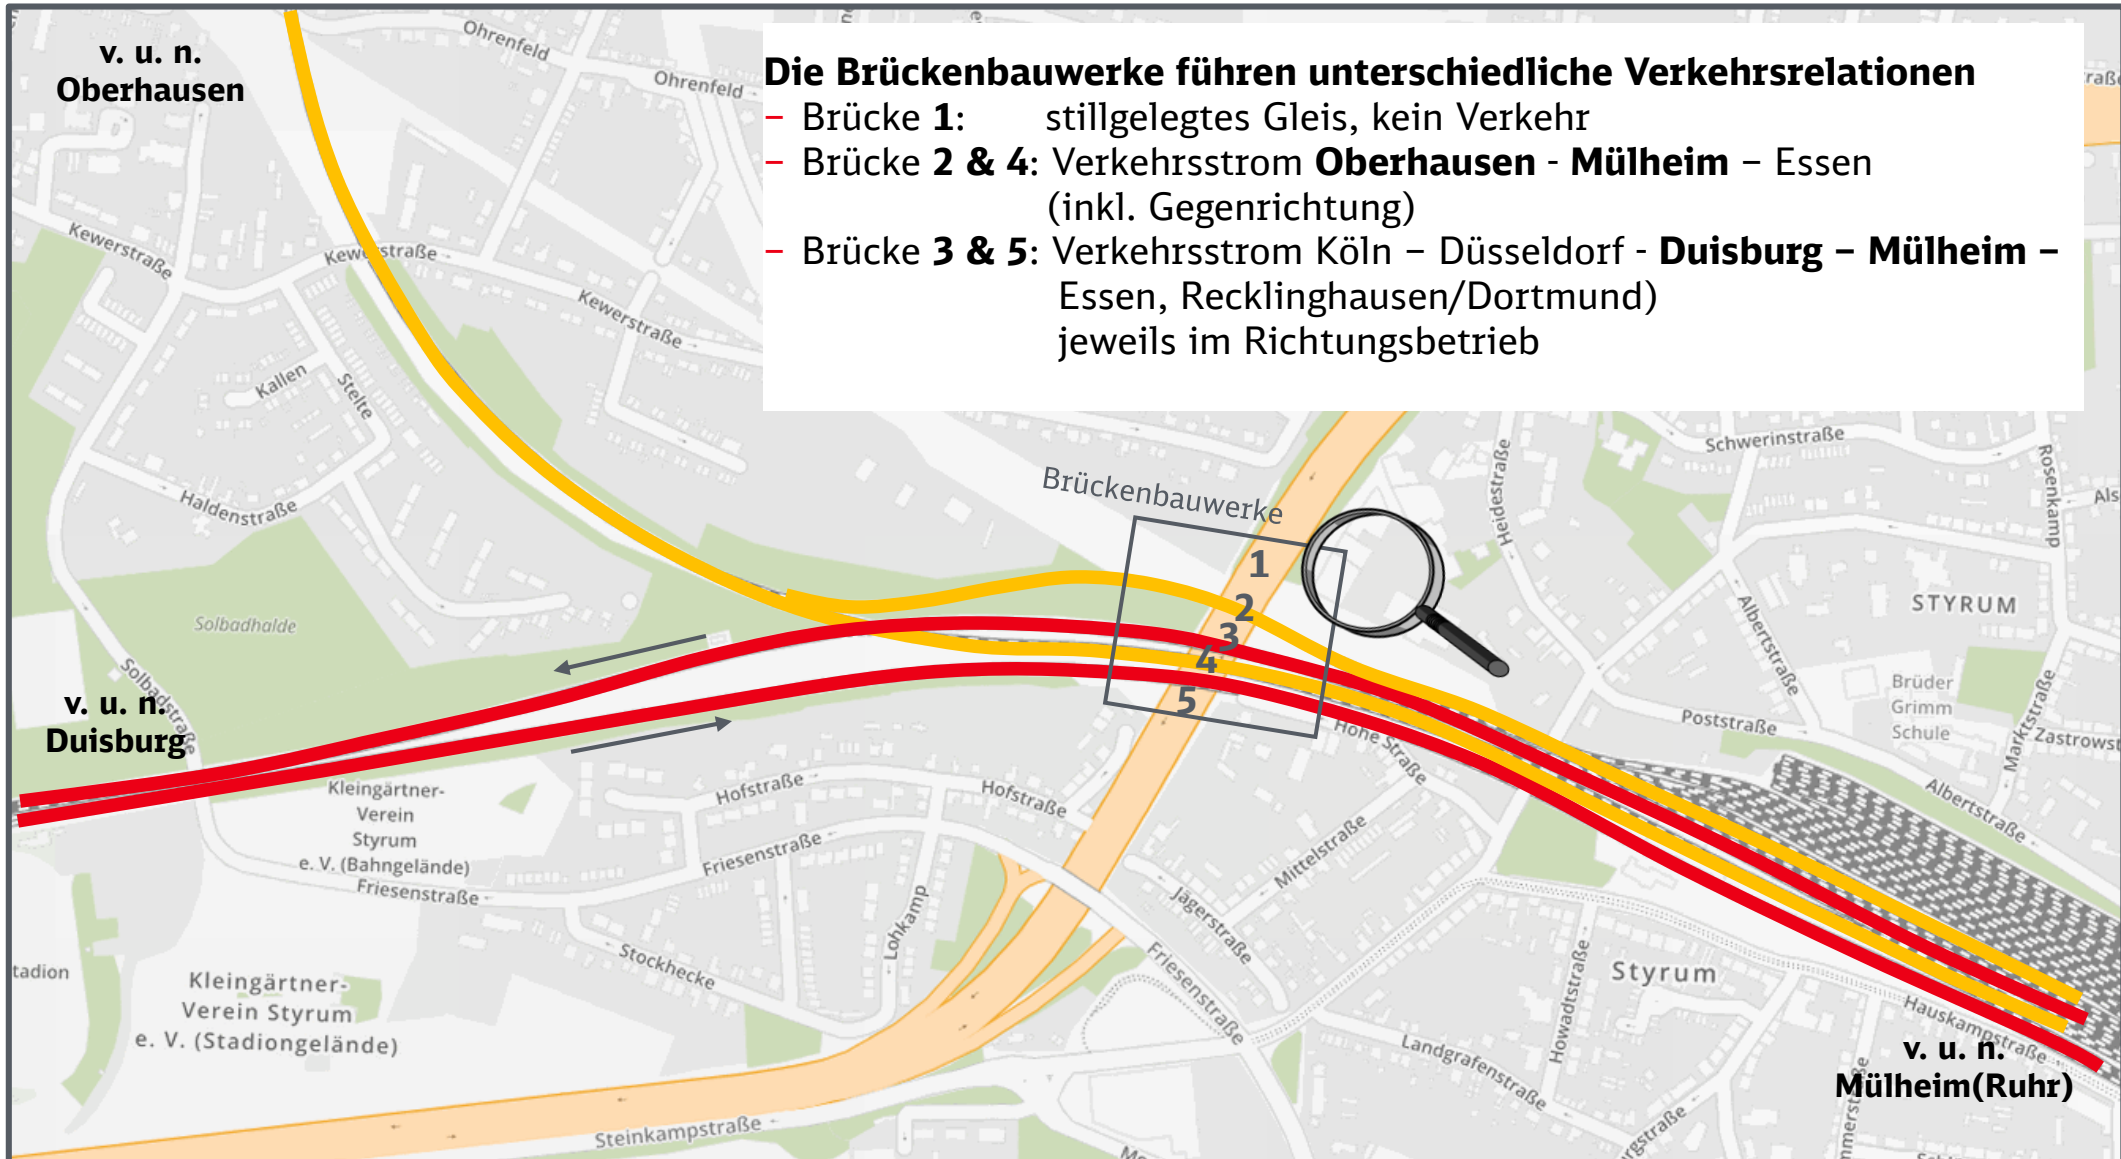 v. u. n.
Oberhausen
Die Brückenbauwerke führen unterschiedliche Verkehrsrelationen
– Brücke 1: stillgelegtes Gleis, kein Verkehr
– Brücke 2 & 4: Verkehrsstrom Oberhausen - Mülheim – Essen
(inkl. Gegenrichtung)
– Brücke 3 & 5: Verkehrsstrom Köln – Düsseldorf - Duisburg – Mülheim –
Essen, Recklinghausen/Dortmund)
jeweils im Richtungsbetrieb
Ohrenfeld
Ohrenfeld
Kewerstraße
Kewerstraße
Kewerstraße
Kallen
Stelte
Haldenstraße
Schwerinstraße
Rosenkamp
Als
Heidestraße
Brückenbauwerke
1
2
3
4
5
Solbadhalde
Solbadstraße
v. u. n.
Duisburg
STYRUM
Albertstraße
Brüder
Grimm
Schule
Poststraße
Marktstraße
Zastrowst
Albertstraße
Hohe Straße
Kleingärtner-
Verein
Styrum
e. V. (Bahngelände)
Hofstraße
Hofstraße
Friesenstraße
Friesenstraße
Mittelstraße
Jägerstraße
Lohkamp
Stockhecke
Friesenstraße
tadion
Kleingärtner-
Verein Styrum
e. V. (Stadiongelände)
Styrum
Howadtstraße
Hauskampstraße
Landgrafenstraße
v. u. n.
Mülheim(Ruhr)
Steinkampstraße